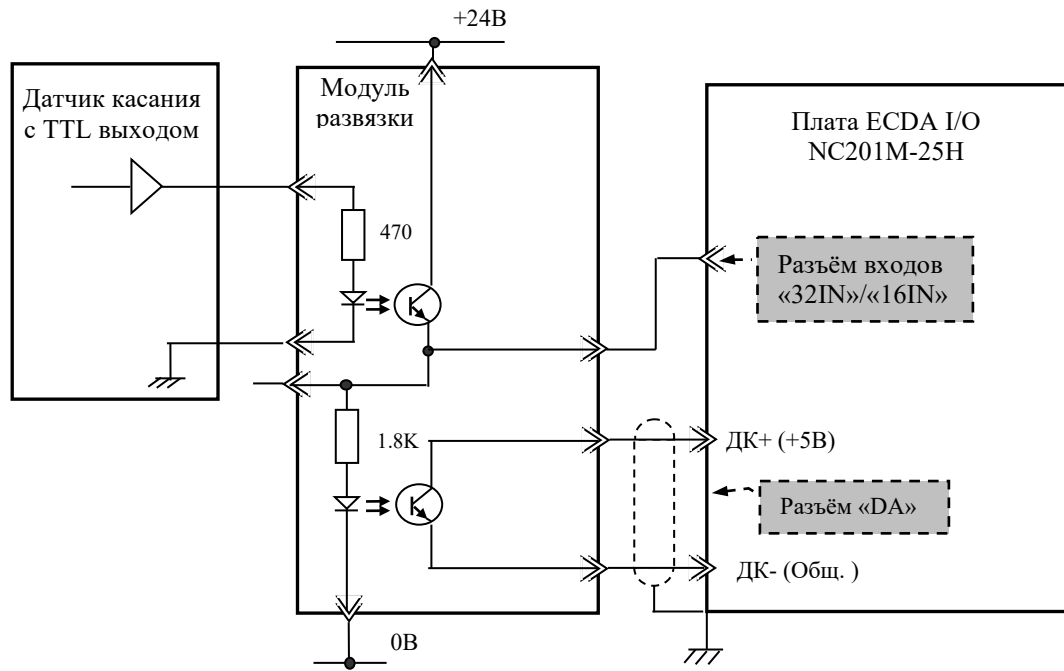 +24В
Датчик касания
с TTL выходом
Модуль
развязки
Плата ECDA I/O
NC201M-25H
470
Разъём входов
«32IN»/«16IN»
1.8K
ДК+ (+5В)
Разъём «DA»
ДК- (Общ. )
0В